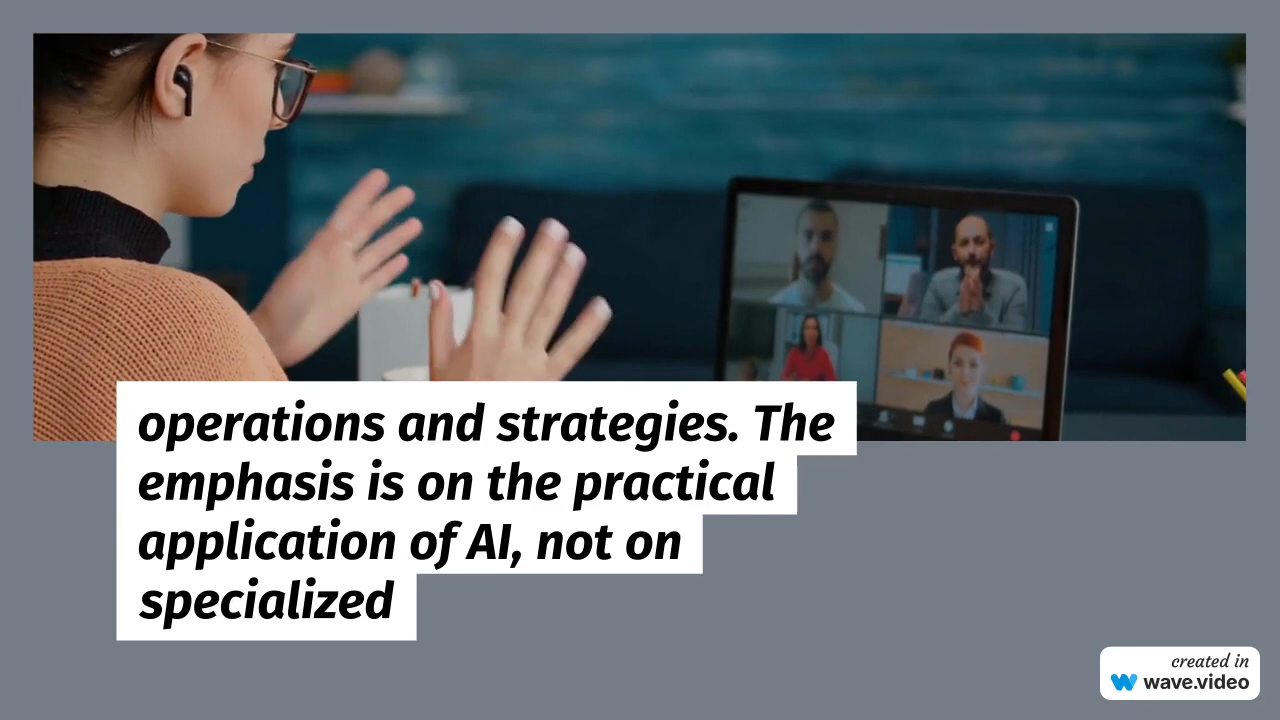 operations and strategies. The
emphasis is on the practical
application of AI, not on
specialized
created in
wave.video